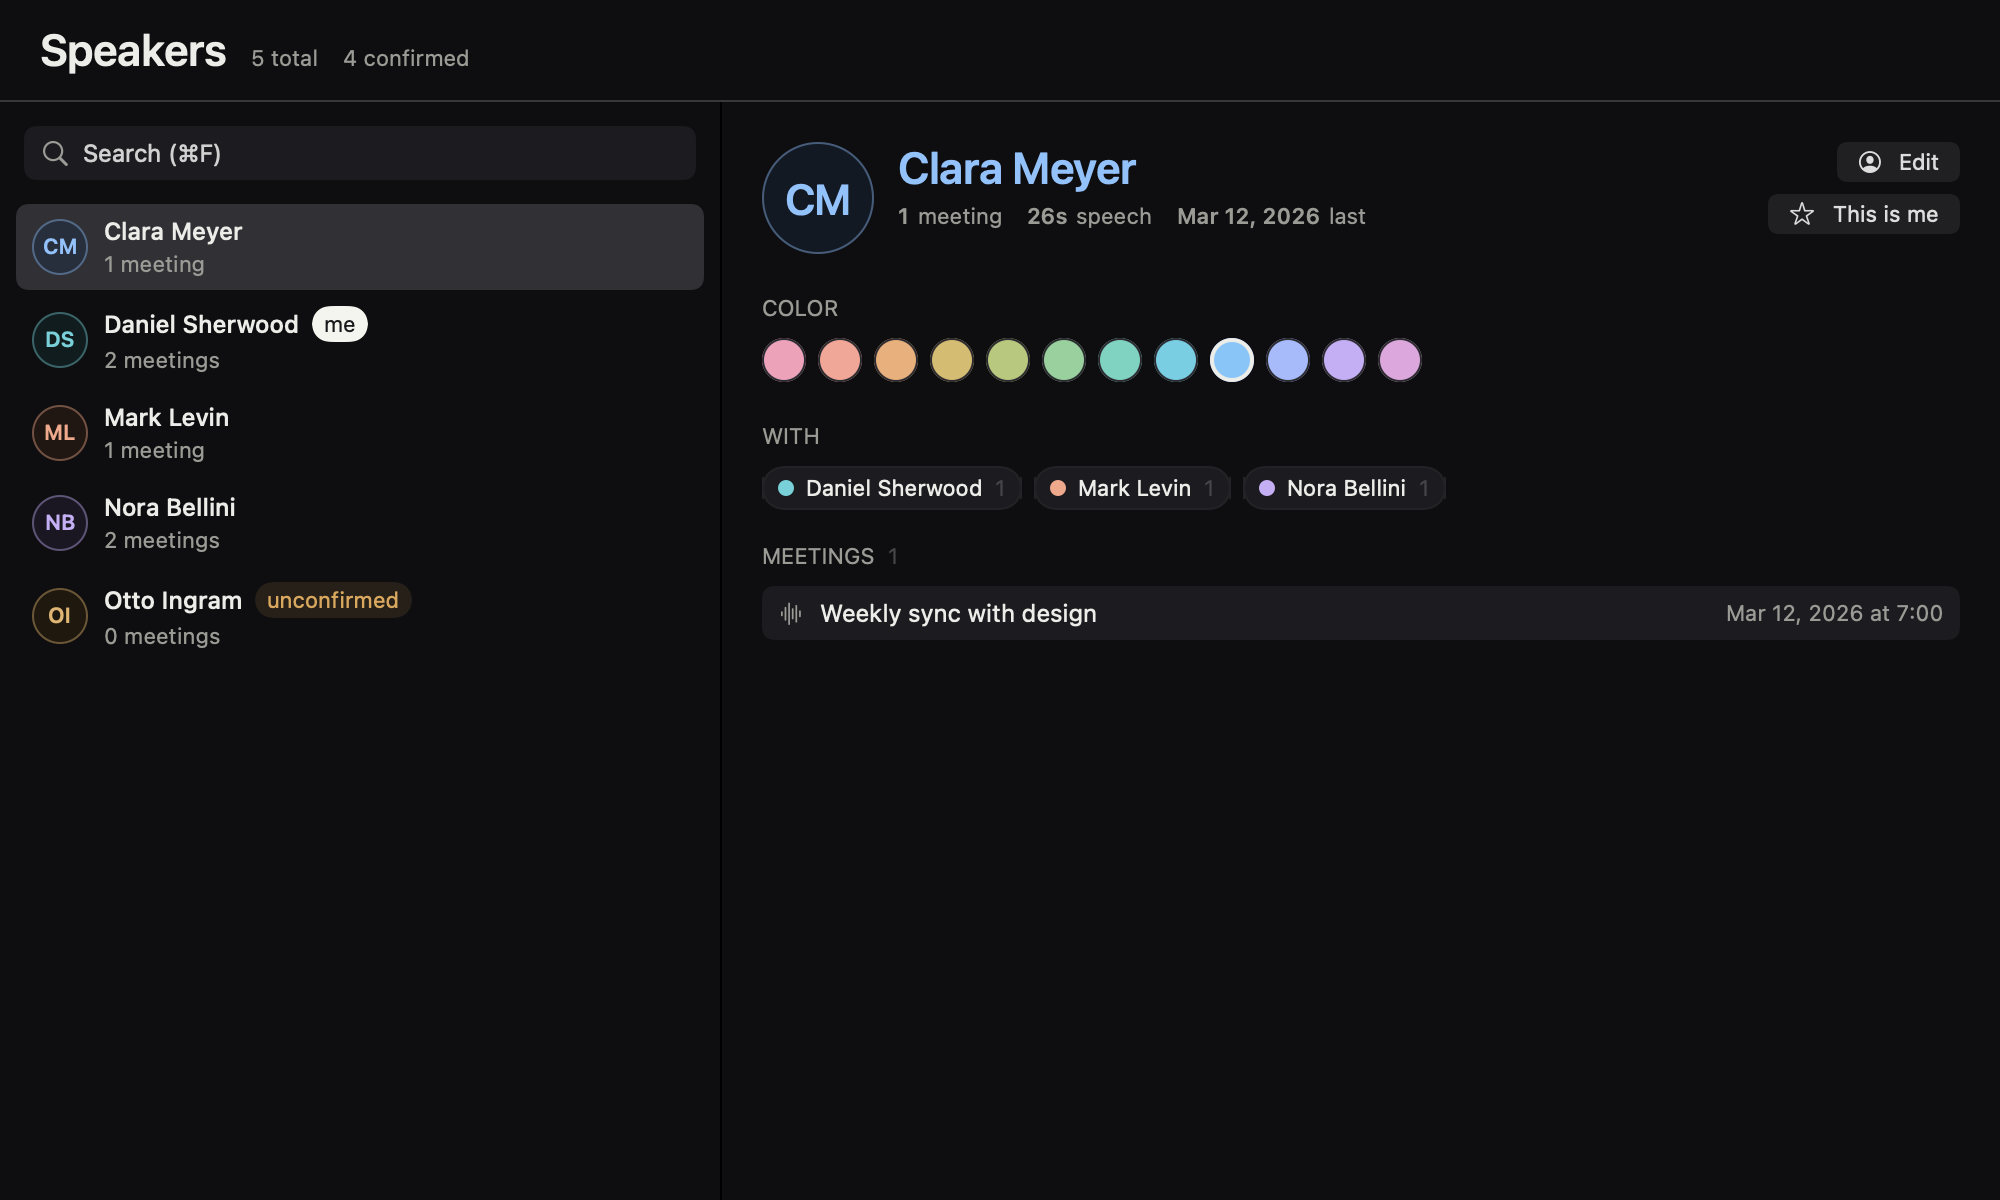 Speakers 5 total 4 confirmed
Search (⌘F)
CM Clara Meyer
1 meeting
DS Daniel Sherwood me
2 meetings
ML Mark Levin
1 meeting
NB Nora Bellini
2 meetings
OI Otto Ingram unconfirmed
0 meetings
CM
Clara Meyer
1 meeting 26s speech Mar 12, 2026 last
Edit
This is me
COLOR
WITH
Daniel Sherwood 1 Mark Levin 1 Nora Bellini 1
MEETINGS 1
Weekly sync with design Mar 12, 2026 at 7:00